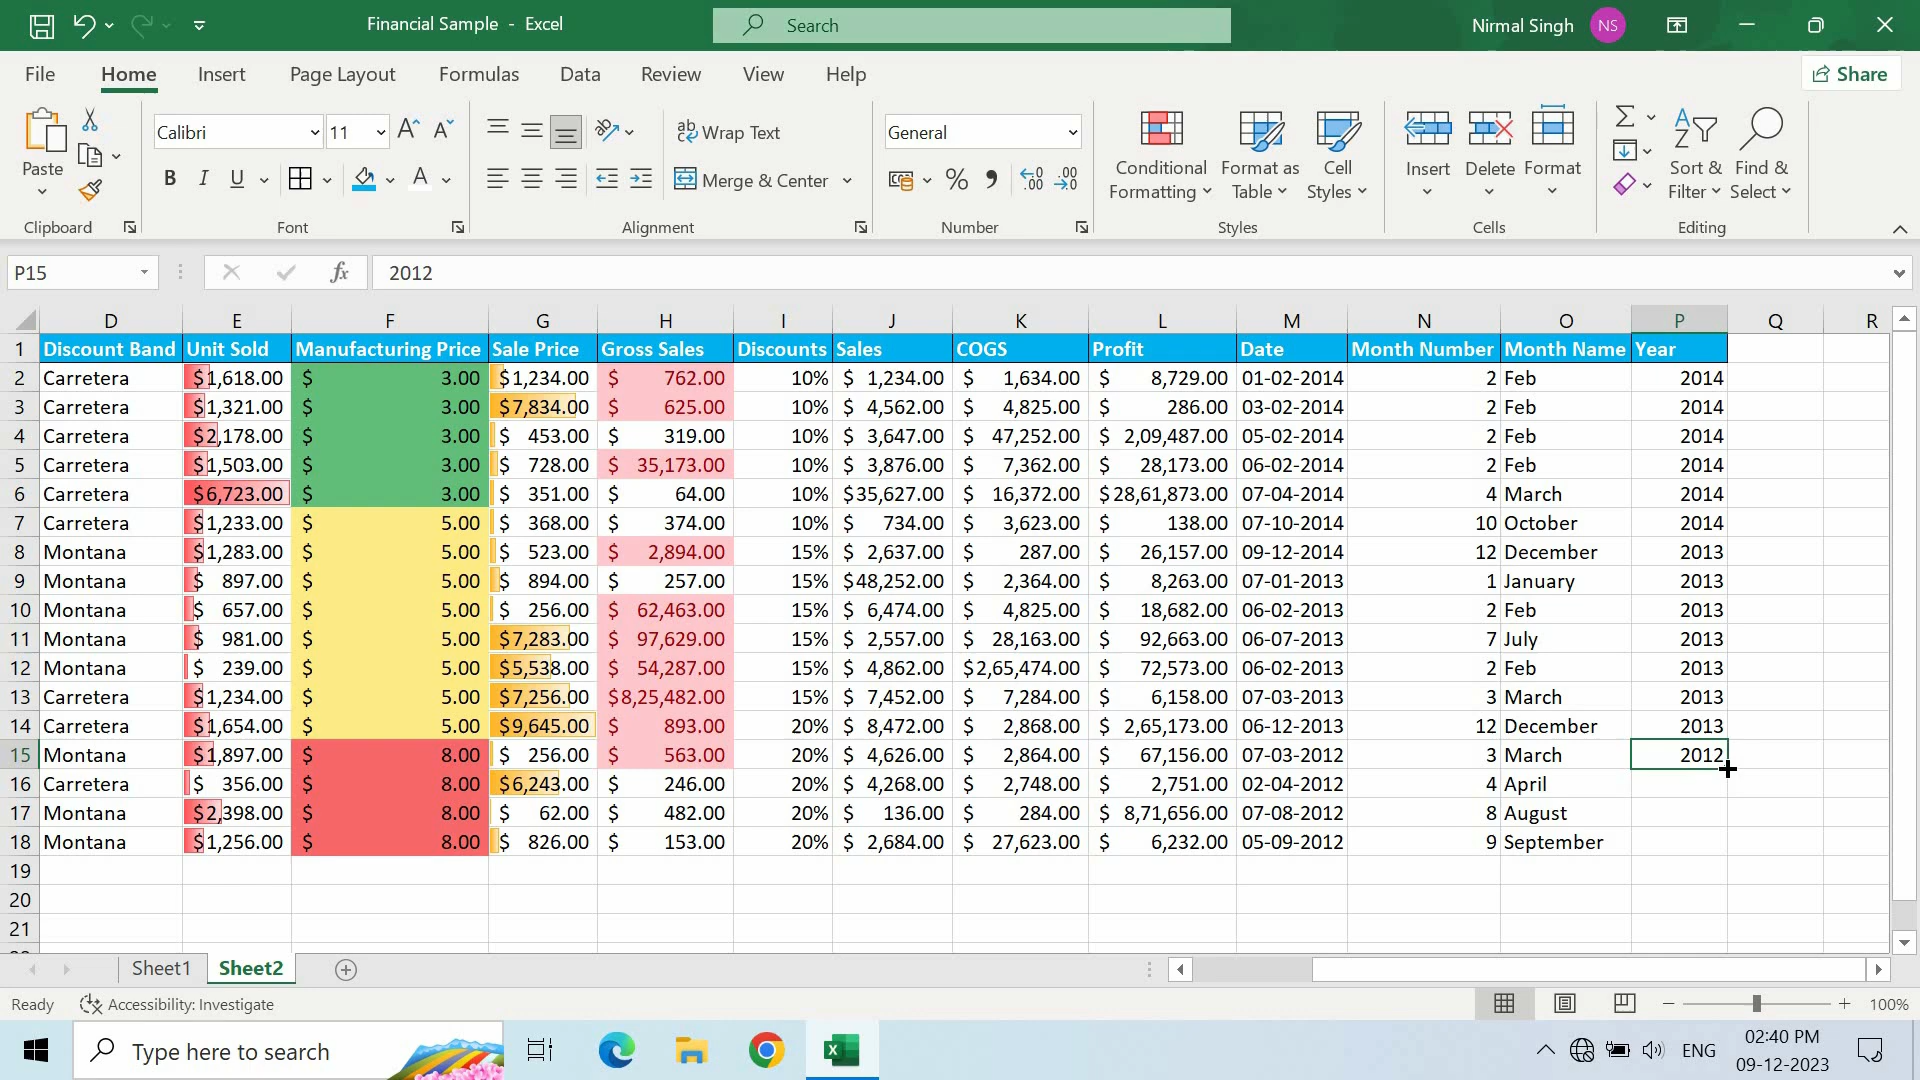 Financial Sample - Excel
Search
Nirmal Singh NS
File Home Insert Page Layout Formulas Data Review View Help Share
Paste
Clipboard
Calibri 11
B I U A
Font
ab Wrap Text
Merge & Center
Alignment
General
% , .00 .00
Number
Conditional Formatting
Format as Table
Cell Styles
Styles
Insert Delete Format
Cells
Sort & Filter
Find & Select
Editing
P15 fx 2012
D E F G H I J K L M N O P Q R
1 Discount Band Unit Sold Manufacturing Price Sale Price Gross Sales Discounts Sales COGS Profit Date Month Number Month Name Year
2 Carretera $1,618.00 $ 3.00 $1,234.00 $ 762.00 10% $ 1,234.00 $ 1,634.00 $ 8,729.00 01-02-2014 2 Feb 2014
3 Carretera $1,321.00 $ 3.00 $7,834.00 $ 625.00 10% $ 4,562.00 $ 4,825.00 $ 286.00 03-02-2014 2 Feb 2014
4 Carretera $2,178.00 $ 3.00 $ 453.00 $ 319.00 10% $ 3,647.00 $ 47,252.00 $ 2,09,487.00 05-02-2014 2 Feb 2014
5 Carretera $1,503.00 $ 3.00 $ 728.00 $ 35,173.00 10% $ 3,876.00 $ 7,362.00 $ 28,173.00 06-02-2014 2 Feb 2014
6 Carretera $6,723.00 $ 3.00 $ 351.00 $ 64.00 10% $35,627.00 $ 16,372.00 $28,61,873.00 07-04-2014 4 March 2014
7 Carretera $1,233.00 $ 5.00 $ 368.00 $ 374.00 10% $ 734.00 $ 3,623.00 $ 138.00 07-10-2014 10 October 2014
8 Montana $1,283.00 $ 5.00 $ 523.00 $ 2,894.00 15% $ 2,637.00 $ 287.00 $ 26,157.00 09-12-2014 12 December 2013
9 Montana $ 897.00 $ 5.00 $ 894.00 $ 257.00 15% $48,252.00 $ 2,364.00 $ 8,263.00 07-01-2013 1 January 2013
10 Montana $ 657.00 $ 5.00 $ 256.00 $ 62,463.00 15% $ 6,474.00 $ 4,825.00 $ 18,682.00 06-02-2013 2 Feb 2013
11 Montana $ 981.00 $ 5.00 $7,283.00 $ 97,629.00 15% $ 2,557.00 $ 28,163.00 $ 92,663.00 06-07-2013 7 July 2013
12 Montana $ 239.00 $ 5.00 $5,538.00 $ 54,287.00 15% $ 4,862.00 $2,65,474.00 $ 72,573.00 06-02-2013 2 Feb 2013
13 Carretera $1,234.00 $ 5.00 $7,256.00 $8,25,482.00 15% $ 7,452.00 $ 7,284.00 $ 6,158.00 07-03-2013 3 March 2013
14 Carretera $1,654.00 $ 5.00 $9,645.00 $ 893.00 20% $ 8,472.00 $ 2,868.00 $ 2,65,173.00 06-12-2013 12 December 2013
15 Montana $1,897.00 $ 8.00 $ 256.00 $ 563.00 20% $ 4,626.00 $ 2,864.00 $ 67,156.00 07-03-2012 3 March 2012
16 Carretera $ 356.00 $ 8.00 $6,243.00 $ 246.00 20% $ 4,268.00 $ 2,748.00 $ 2,751.00 02-04-2012 4 April
17 Montana $2,398.00 $ 8.00 $ 62.00 $ 482.00 20% $ 136.00 $ 284.00 $ 8,71,656.00 07-08-2012 8 August
18 Montana $1,256.00 $ 8.00 $ 826.00 $ 153.00 20% $ 2,684.00 $ 27,623.00 $ 6,232.00 05-09-2012 9 September
19
20
21
Sheet1 Sheet2
Ready Accessibility: Investigate 100%
Type here to search
ENG
02:40 PM
09-12-2023